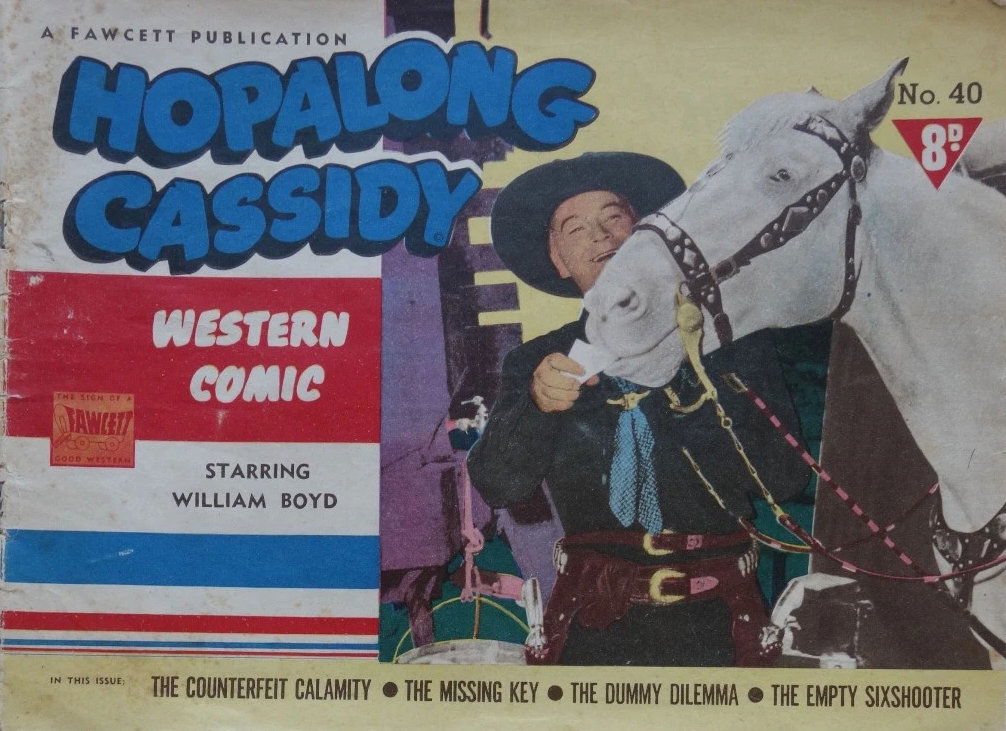 A FAWCETT PUBLICATION
HOPALONG
CASSIDY
©
No. 40
8D.
WESTERN
COMIC
THE SIGN OF A
FAWCETT
GOOD WESTERN
STARRING
WILLIAM BOYD
IN THIS ISSUE: THE COUNTERFEIT CALAMITY ● THE MISSING KEY ● THE DUMMY DILEMMA ● THE EMPTY SIXSHOOTER